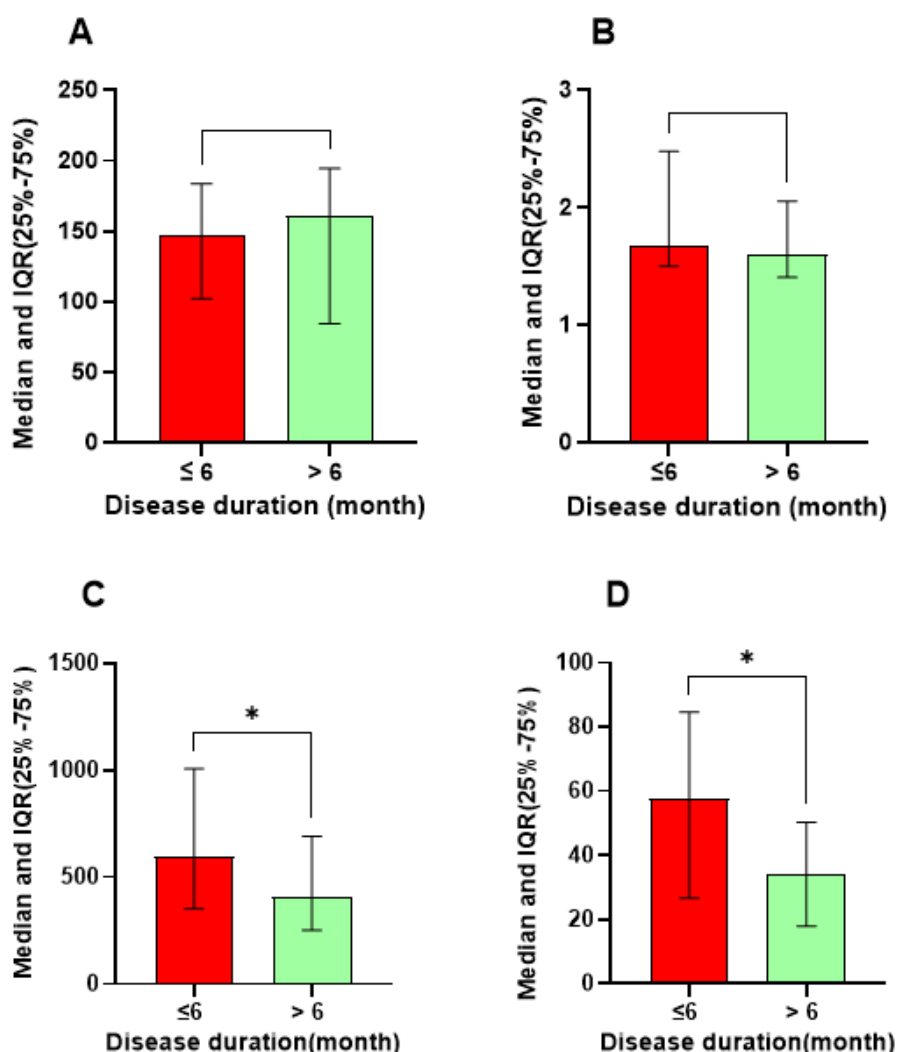 A
Median and IQR(25%-75%)
250
200
150
100
50
0
≤ 6
> 6
Disease duration (month)
B
Median and IQR(25%-75%)
3
2
1
0
≤6
> 6
Disease duration (month)
C
Median and IQR(25% -75% )
1500
1000
500
0
*
≤6
> 6
Disease duration(month)
D
Median and IQR(25% -75% )
100
80
60
40
20
0
*
≤6
> 6
Disease duration(month)